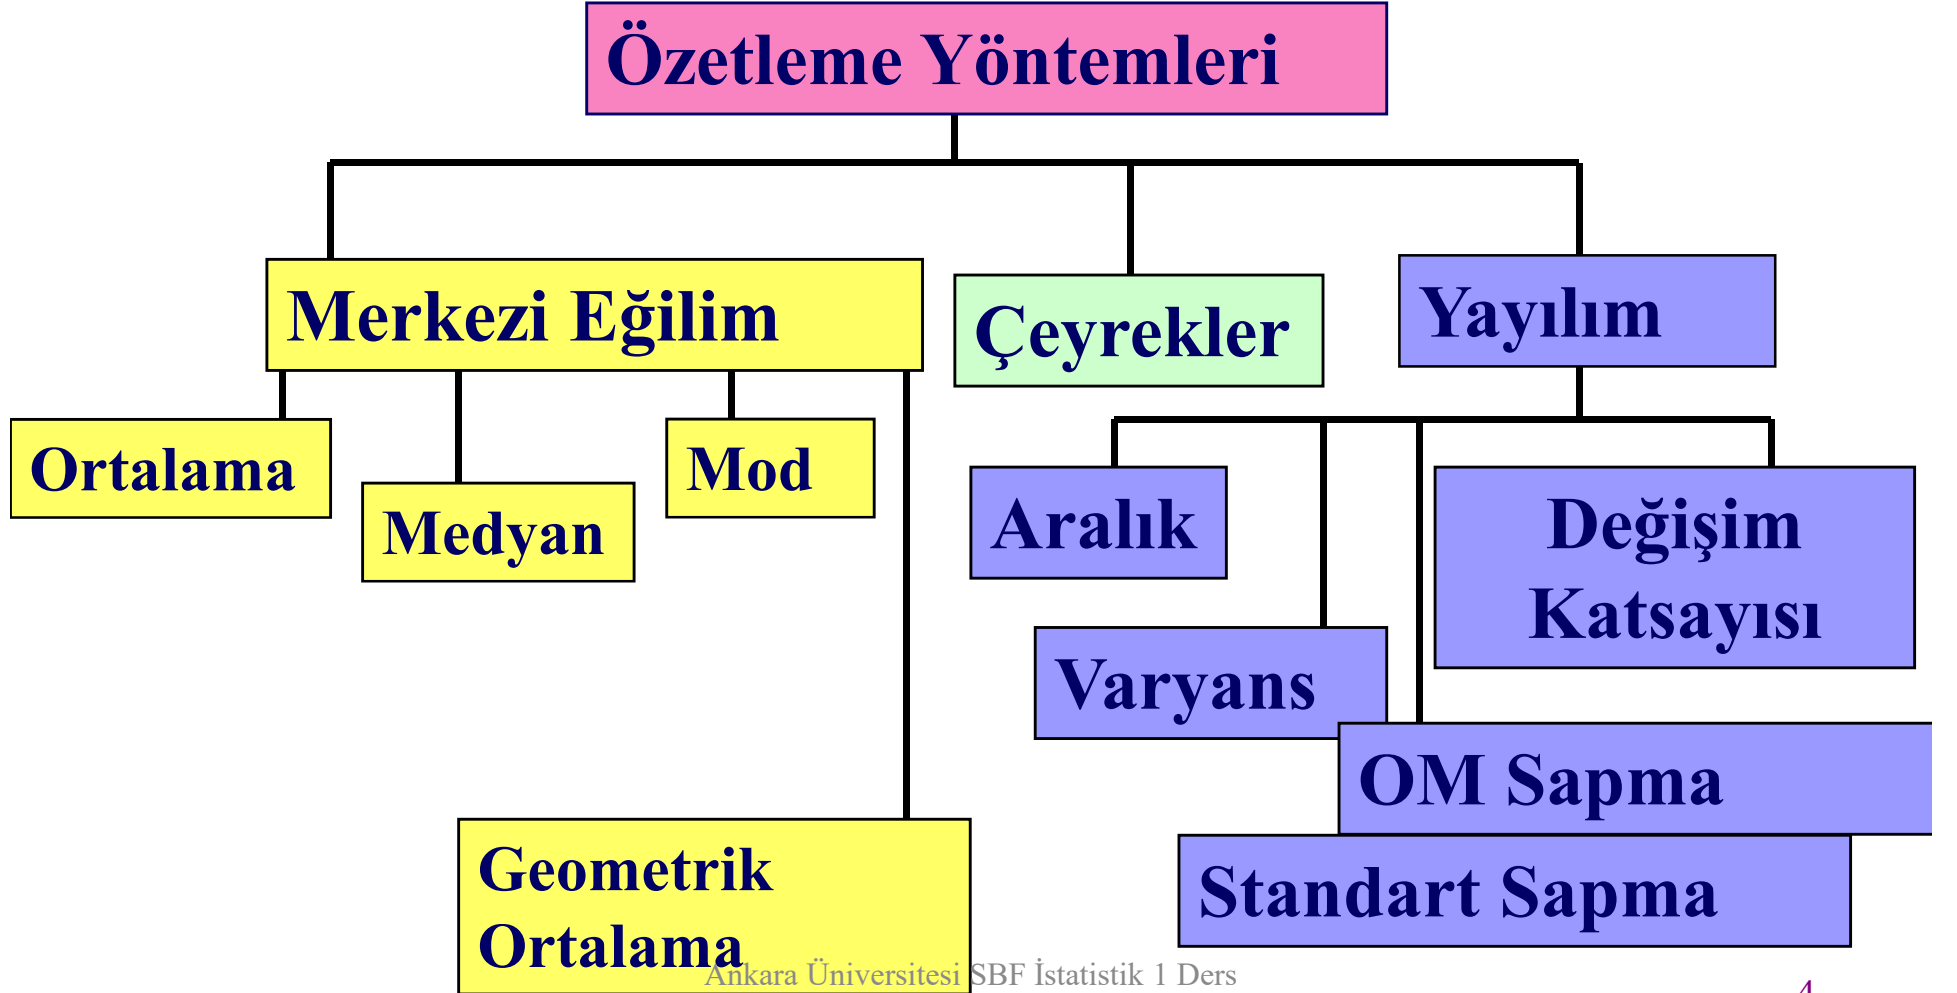 Özetleme Yöntemleri
Merkezi Eğilim
Çeyrekler
Yayılım
Ortalama
Medyan
Mod
Geometrik
Ortalama
Aralık
Değişim
Katsayısı
Varyans
OM Sapma
Standart Sapma
Ankara Üniversitesi SBF İstatistik 1 Ders
4